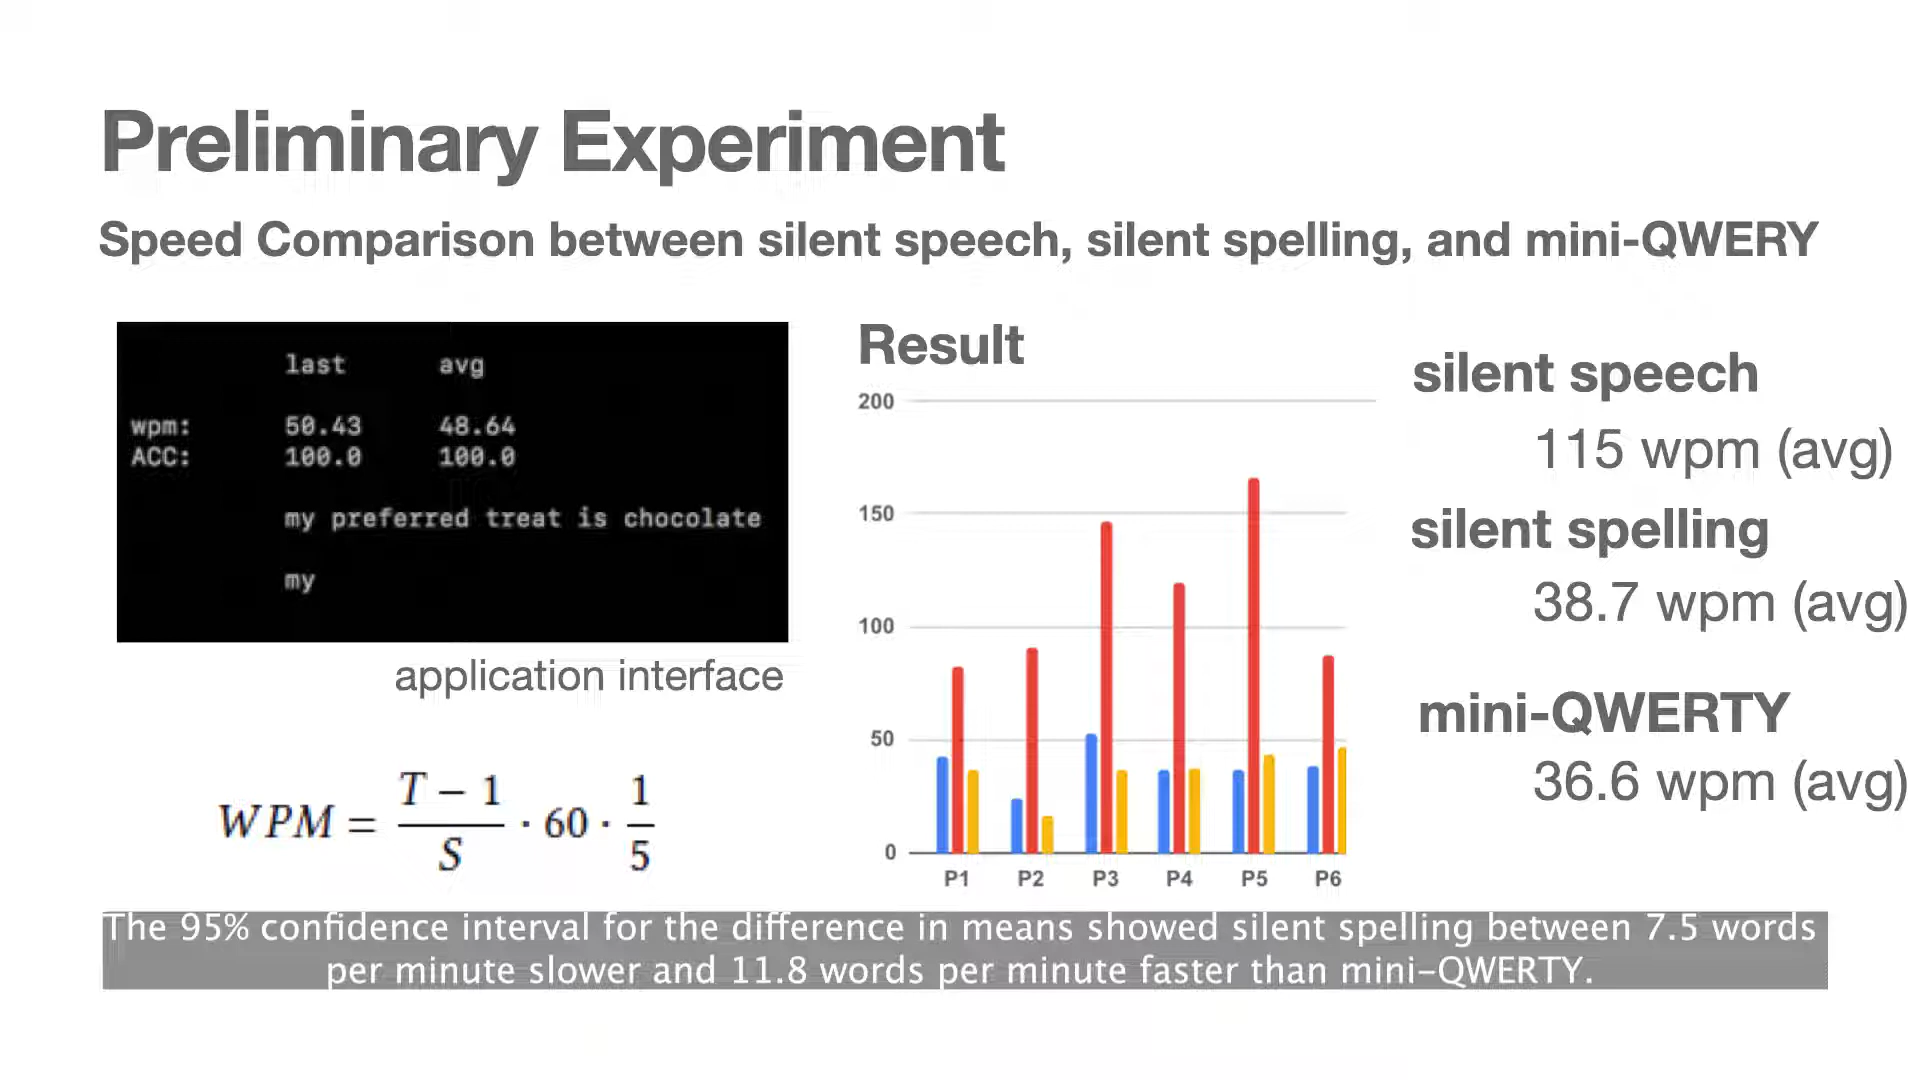 Preliminary Experiment
Speed Comparison between silent speech, silent spelling, and mini-QWERY
last avg
wpm: 50.43 48.64
ACC: 100.0 100.0
my preferred treat is chocolate
my
application interface
WPM = \frac{T - 1}{S} · 60 · \frac{1}{5}
Result
200
150
100
50
0
P1 P2 P3 P4 P5 P6
silent speech
115 wpm (avg)
silent spelling
38.7 wpm (avg)
mini-QWERTY
36.6 wpm (avg)
The 95% confidence interval for the difference in means showed silent spelling between 7.5 words
per minute slower and 11.8 words per minute faster than mini-QWERTY.